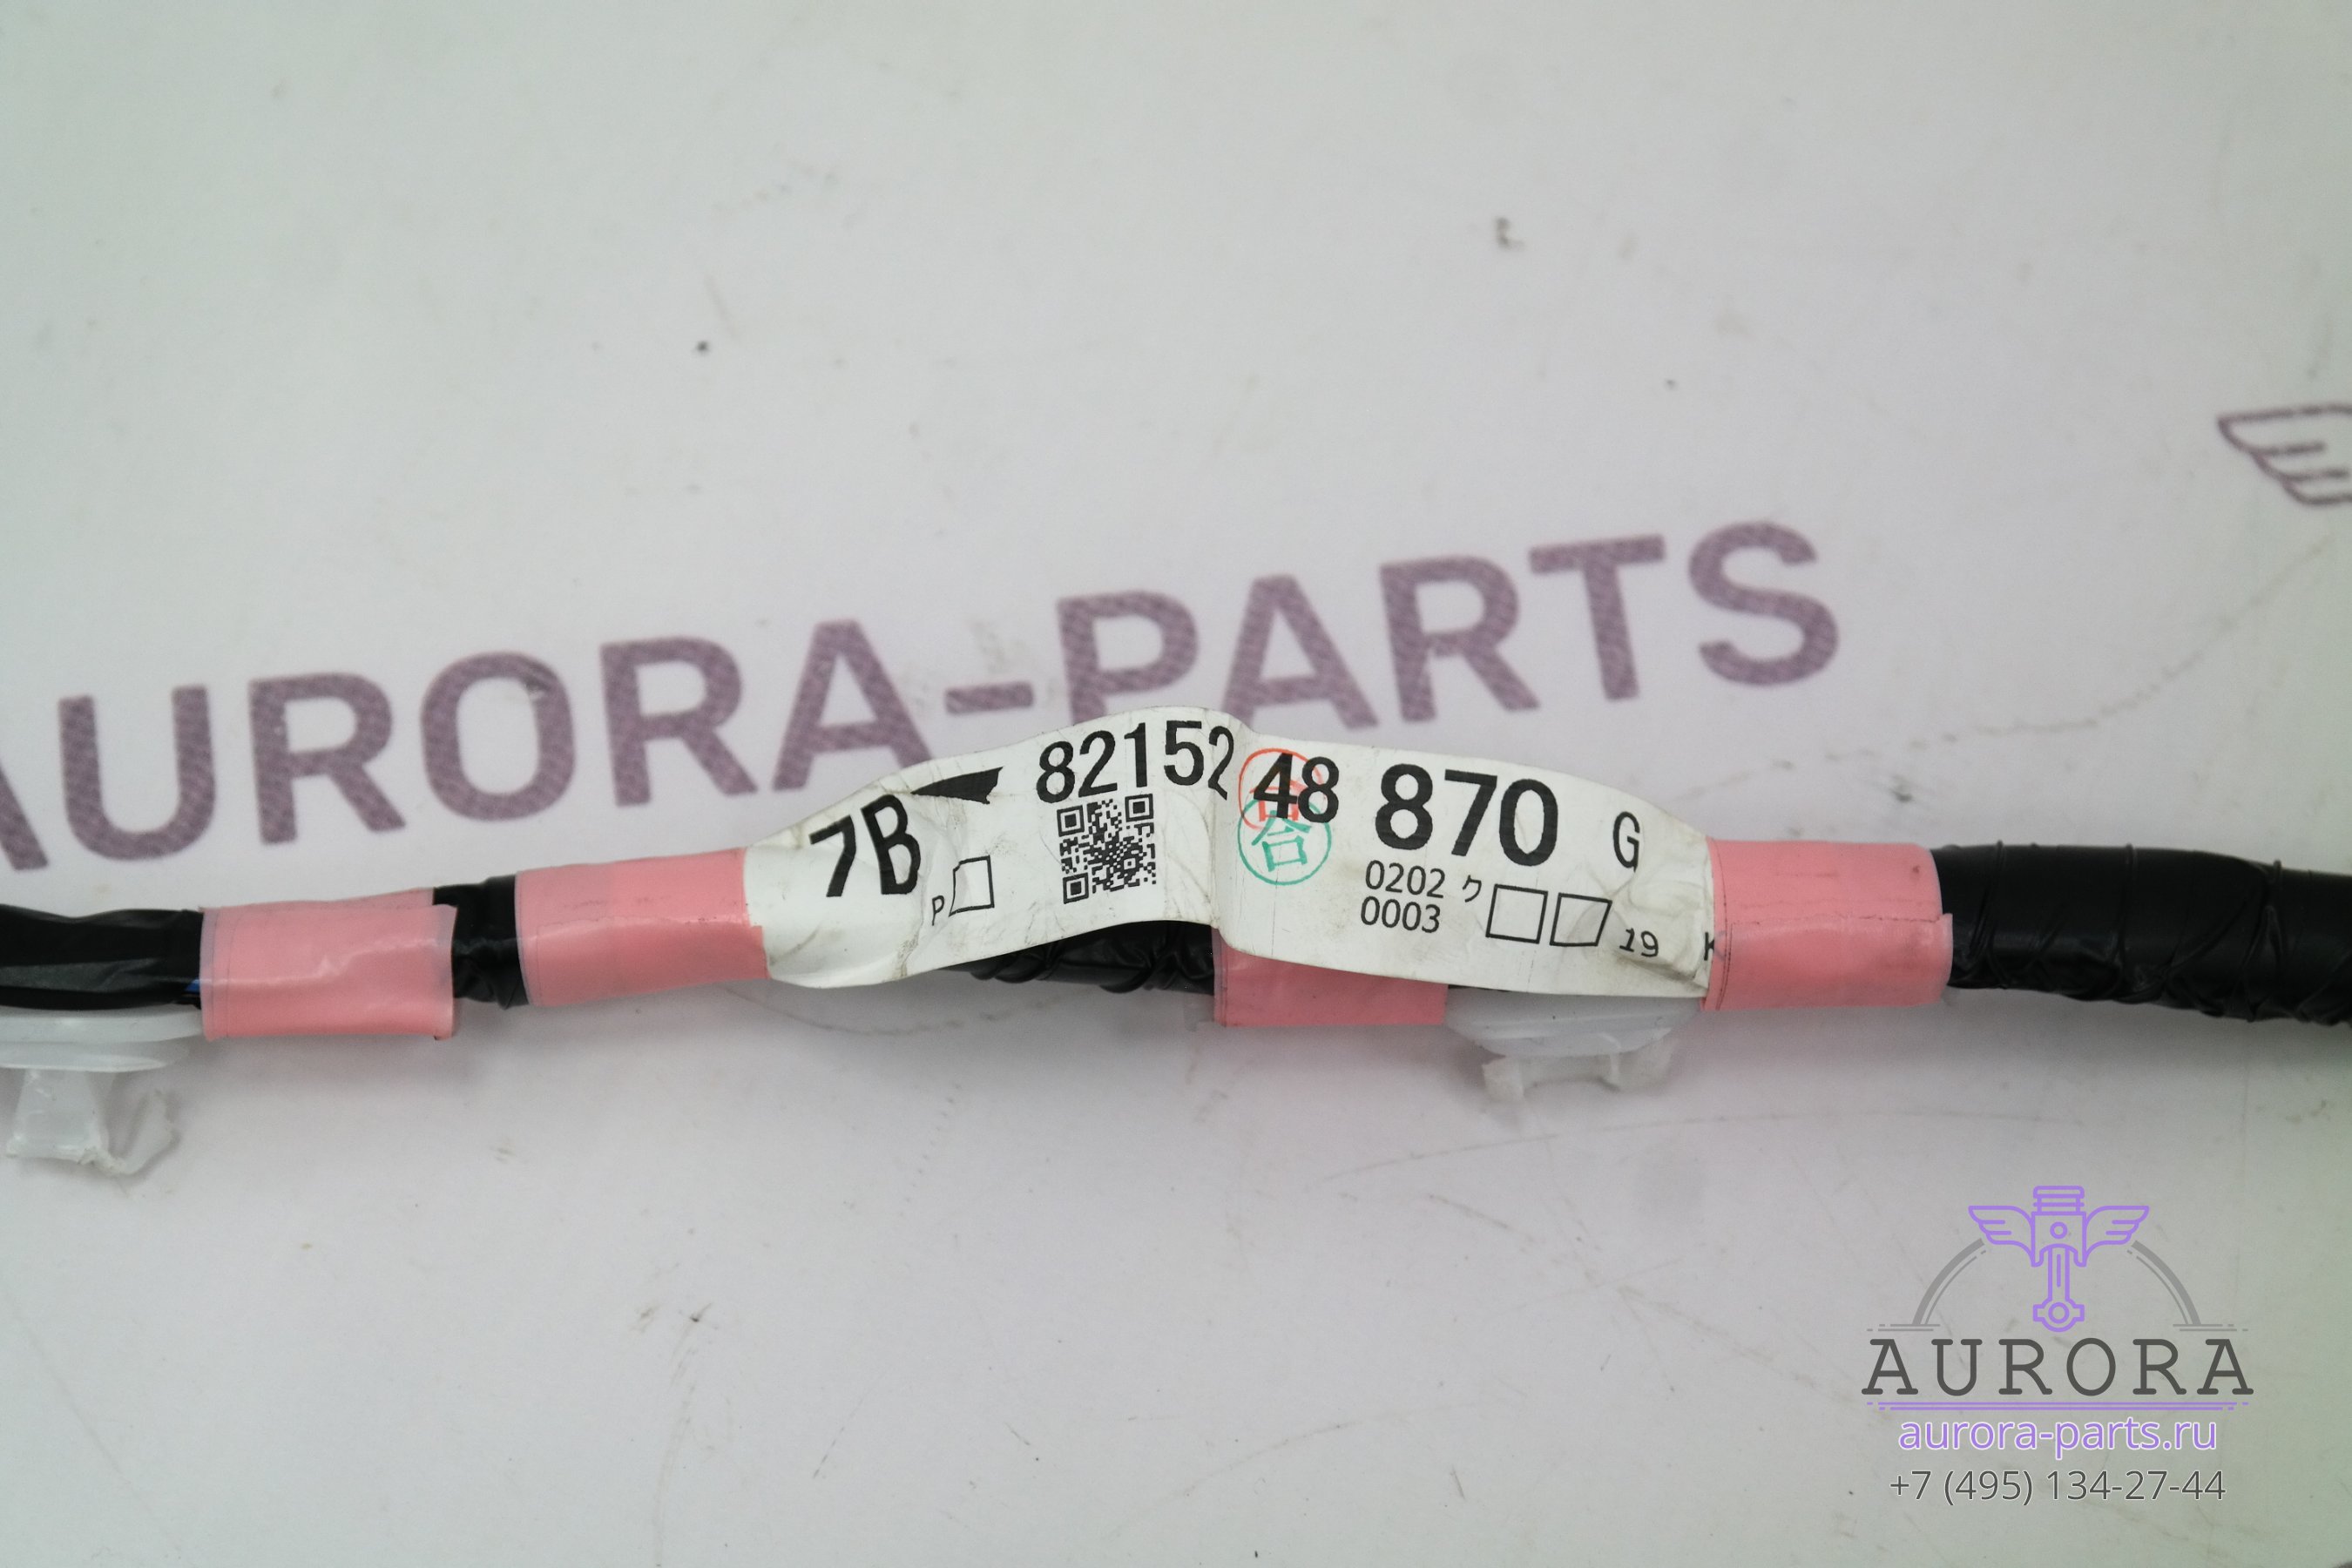 AURORA-PARTS
7B 82152 48 870 G
P
合
0202 ク
0003
19 K
AURORA
aurora-parts.ru
+7 (495) 134-27-44